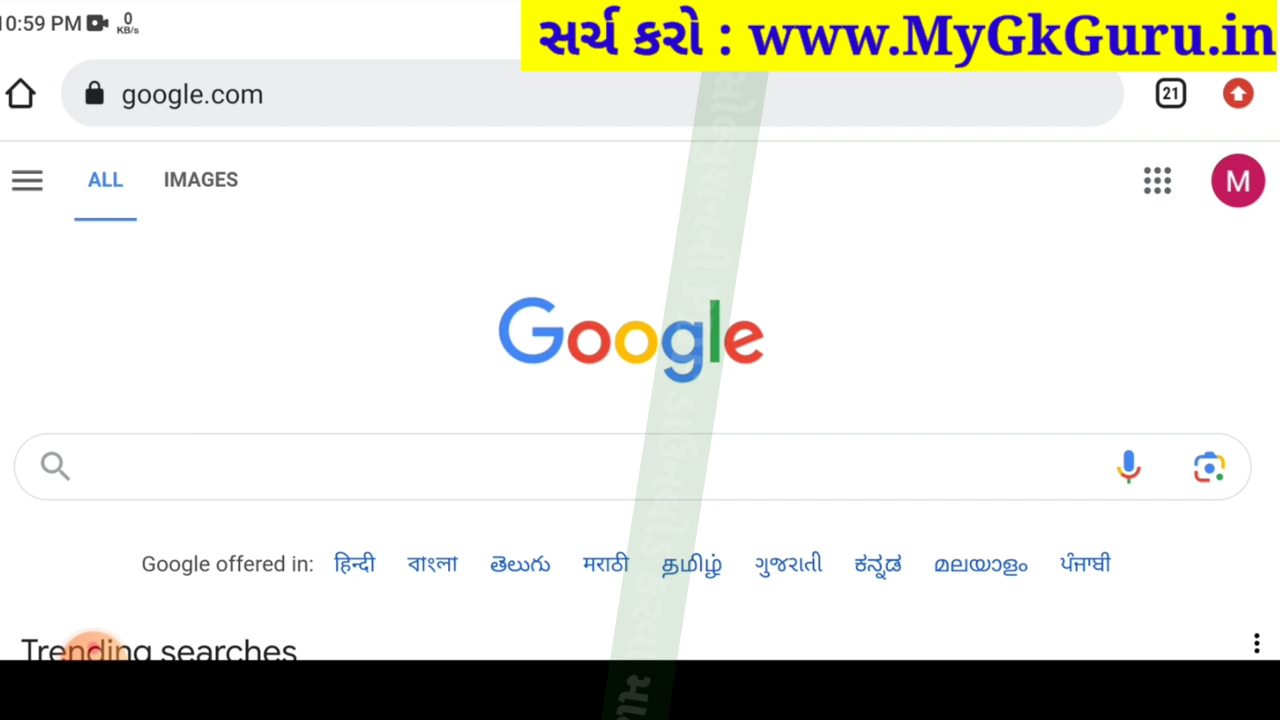 10:59 PM 0 KB/s
સર્ચ કરો : www.MyGkGuru.in
google.com 21
ALL IMAGES M
Google
Google offered in: हिन्दी বাংলা తెలుగు मराठी தமிழ் ગુજરાતી ಕನ್ನಡ മലയാളം ਪੰਜਾਬੀ
Trending searches